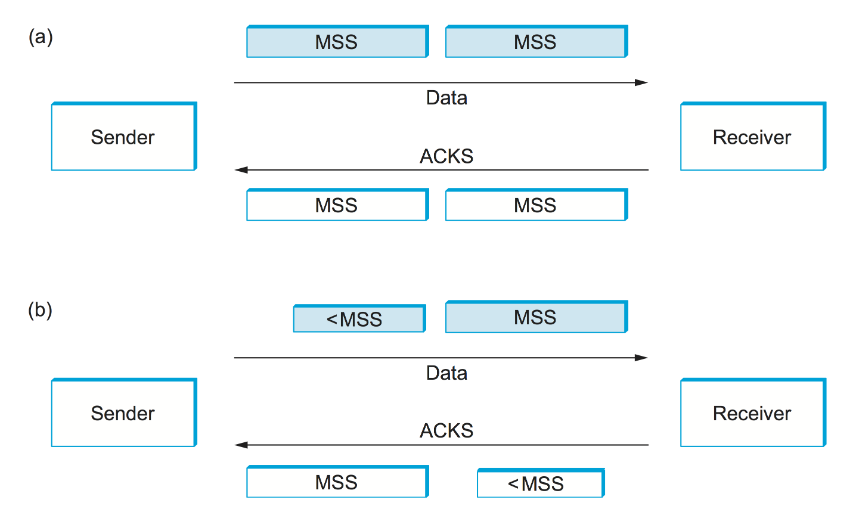 (a)
MSS MSS
Data
Sender Receiver
ACKS
MSS MSS
(b)
<MSS MSS
Data
Sender Receiver
ACKS
MSS <MSS